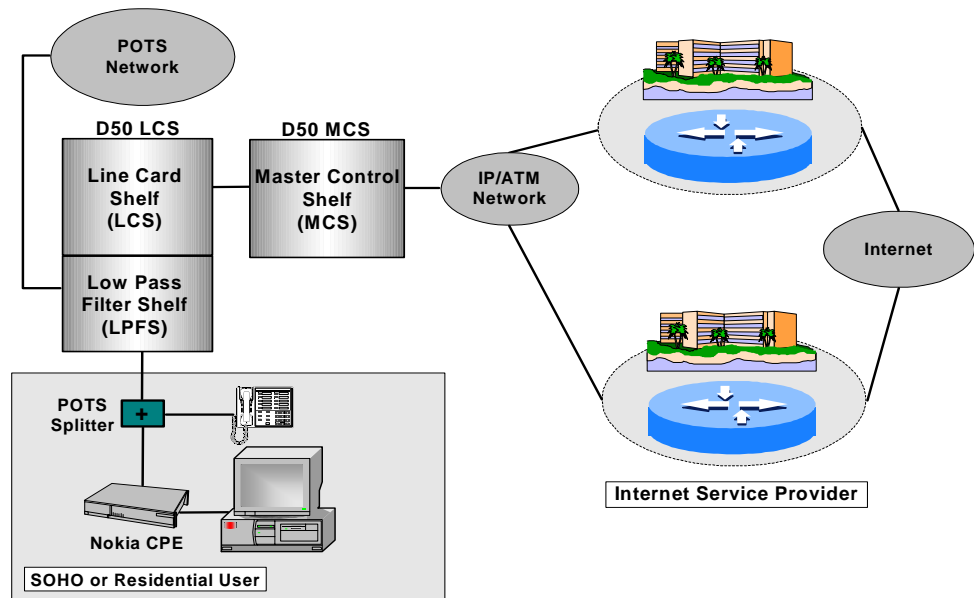 POTS
Network
D50 LCS
D50 MCS
Line Card
Shelf
(LCS)
Master Control
Shelf
(MCS)
IP/ATM
Network
Internet
Low Pass
Filter Shelf
(LPFS)
POTS
Splitter
+
Nokia CPE
SOHO or Residential User
Internet Service Provider